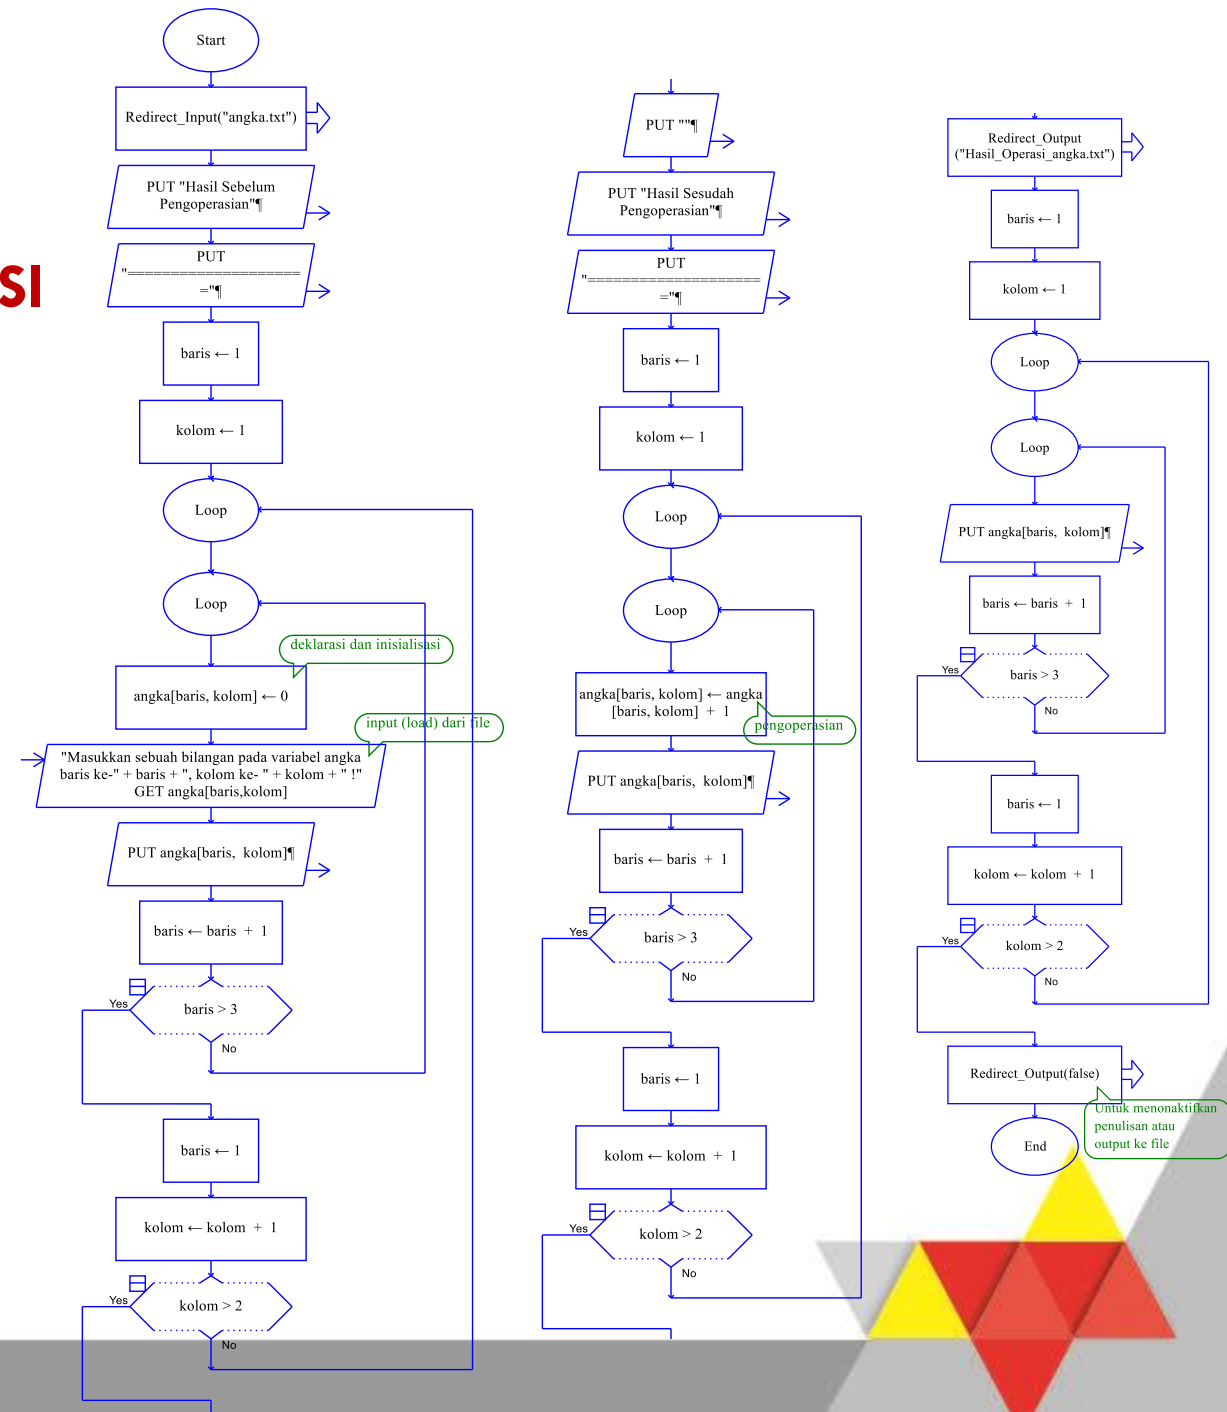 SI
Start
Redirect_Input("angka.txt")
PUT "Hasil Sebelum
Pengoperasian"¶
PUT
"====================
="¶
baris ← 1
kolom ← 1
Loop
Loop
deklarasi dan inisialisasi
angka[baris, kolom] ← 0
input (load) dari file
"Masukkan sebuah bilangan pada variabel angka
baris ke-" + baris + ", kolom ke- " + kolom + " !"
GET angka[baris,kolom]
PUT angka[baris, kolom]¶
baris ← baris + 1
baris > 3
Yes
No
baris ← 1
kolom ← kolom + 1
kolom > 2
Yes
No
PUT ""¶
PUT "Hasil Sesudah
Pengoperasian"¶
PUT
"====================
="¶
baris ← 1
kolom ← 1
Loop
Loop
angka[baris, kolom] ← angka
[baris, kolom] + 1
pengoperasian
PUT angka[baris, kolom]¶
baris ← baris + 1
baris > 3
Yes
No
baris ← 1
kolom ← kolom + 1
kolom > 2
Yes
No
Redirect_Output
("Hasil_Operasi_angka.txt")
baris ← 1
kolom ← 1
Loop
Loop
PUT angka[baris, kolom]¶
baris ← baris + 1
baris > 3
Yes
No
baris ← 1
kolom ← kolom + 1
kolom > 2
Yes
No
Redirect_Output(false)
Untuk menonaktifkan
penulisan atau
output ke file
End